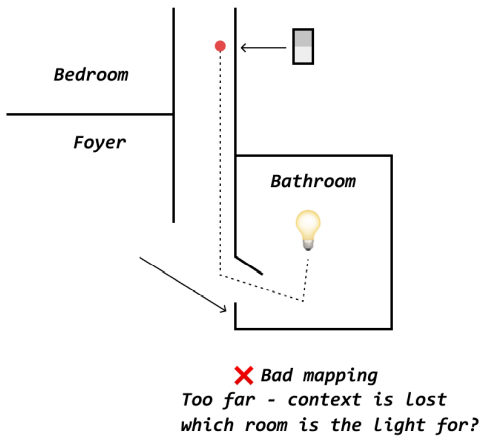 Bedroom
Foyer
Bathroom
❌ Bad mapping
Too far - context is lost
which room is the light for?